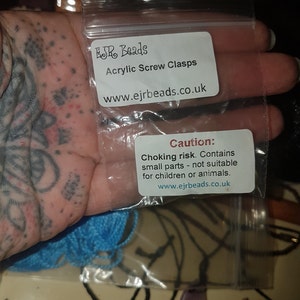 EJR Beads
Acrylic Screw Clasps
www.ejrbeads.co.uk
Caution:
Choking risk. Contains
small parts - not suitable
for children or animals.
www.ejrbeads.co.uk